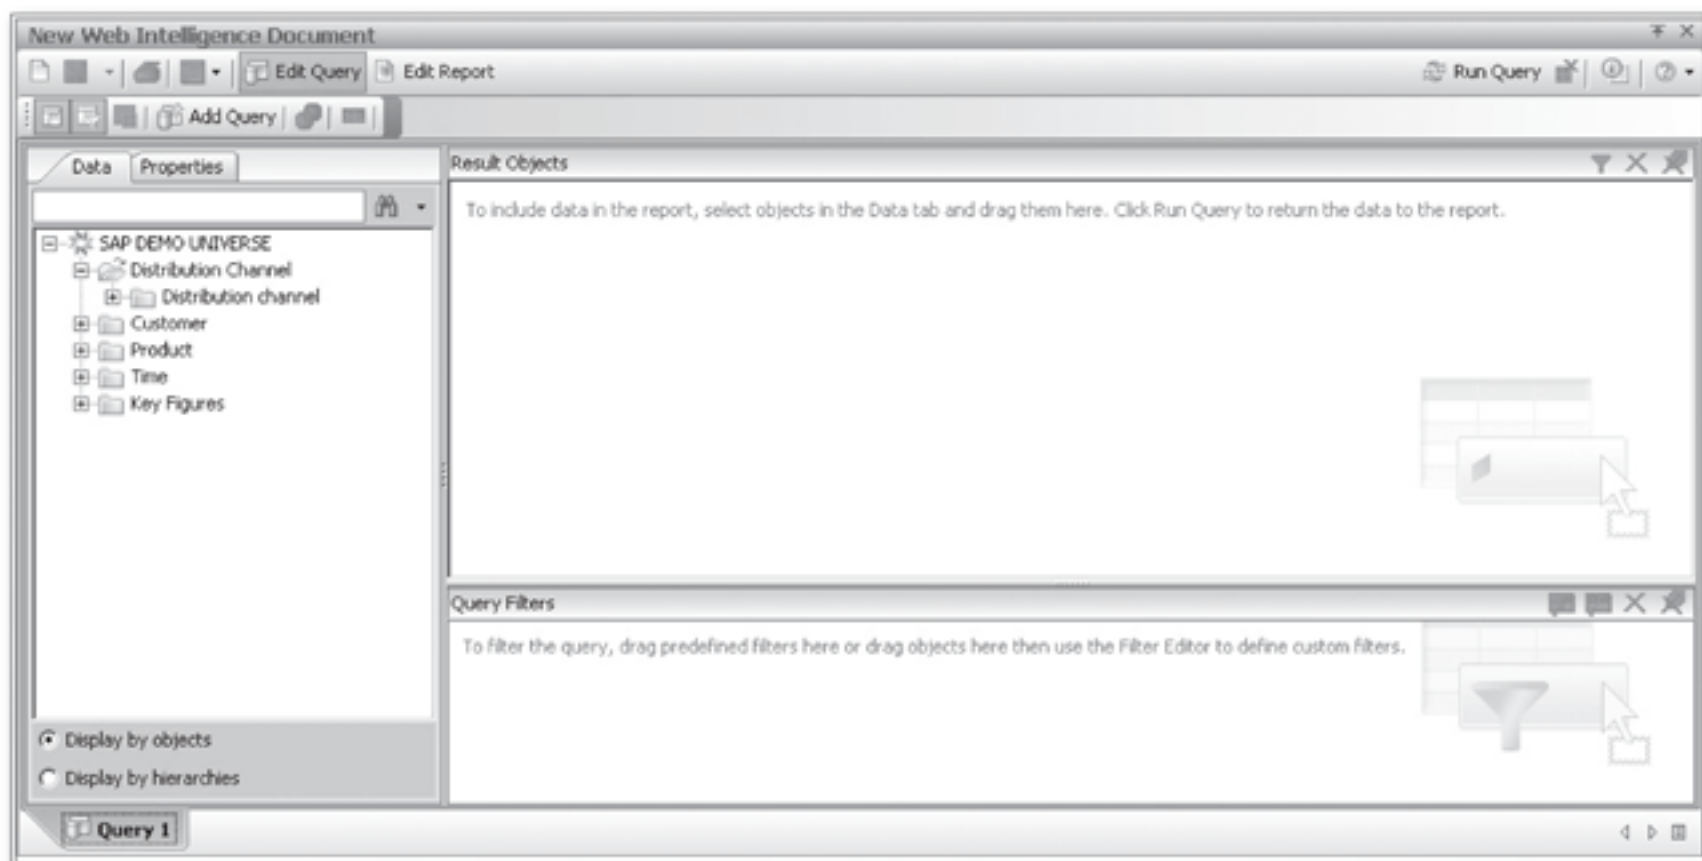 New Web Intelligence Document
Edit Query Edit Report Run Query
Add Query
Data Properties
Result Objects
To include data in the report, select objects in the Data tab and drag them here. Click Run Query to return the data to the report.
SAP DEMO UNIVERSE
Distribution Channel
Distribution channel
Customer
Product
Time
Key Figures
Query Filters
To filter the query, drag predefined filters here or drag objects here then use the Filter Editor to define custom filters.
Display by objects
Display by hierarchies
Query 1